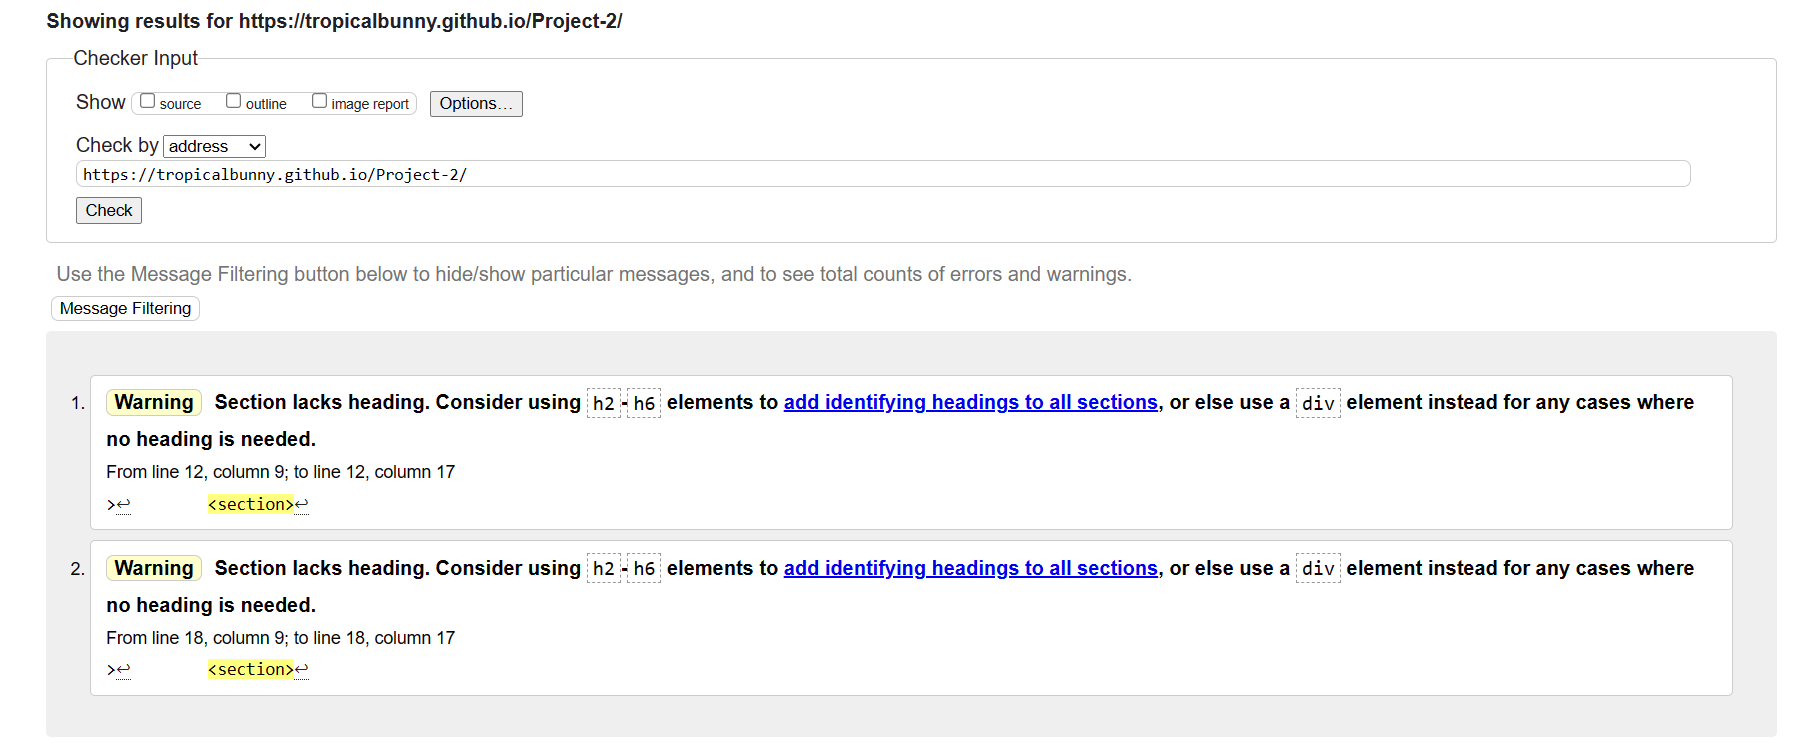 Showing results for https://tropicalbunny.github.io/Project-2/
Checker Input
Show source outline image report Options...
Check by address
https://tropicalbunny.github.io/Project-2/
Check
Use the Message Filtering button below to hide/show particular messages, and to see total counts of errors and warnings.
Message Filtering
1. Warning Section lacks heading. Consider using h2-h6 elements to add identifying headings to all sections, or else use a div element instead for any cases where
no heading is needed.
From line 12, column 9; to line 12, column 17
>↩ <section>↩
2. Warning Section lacks heading. Consider using h2-h6 elements to add identifying headings to all sections, or else use a div element instead for any cases where
no heading is needed.
From line 18, column 9; to line 18, column 17
>↩ <section>↩